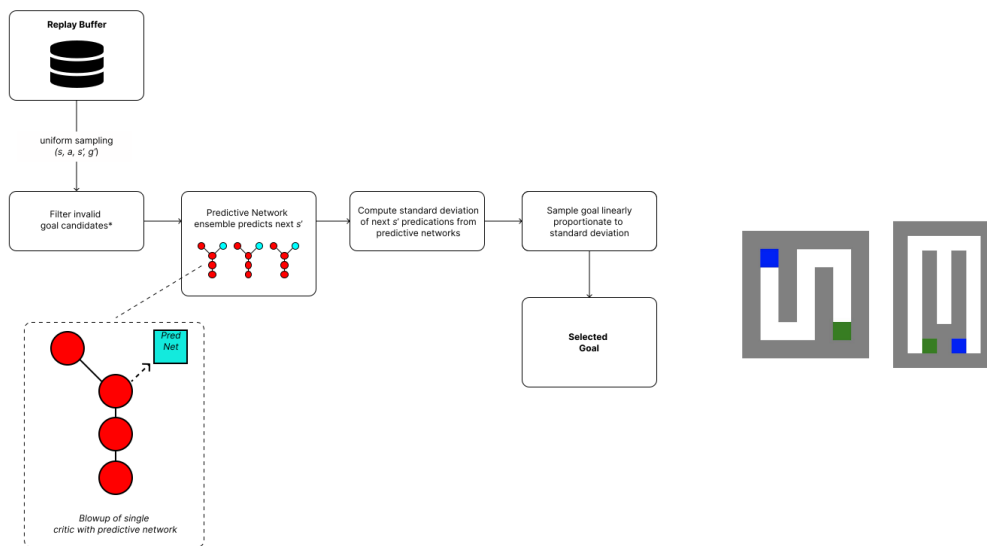 Replay Buffer
uniform sampling
(s, a, s', g')
Filter invalid
goal candidates*
Predictive Network
ensemble predicts next s'
Compute standard deviation
of next s' predications from
predictive networks
Sample goal linearly
proportionate to
standard deviation
Selected
Goal
Pred
Net
Blowup of single
critic with predictive network